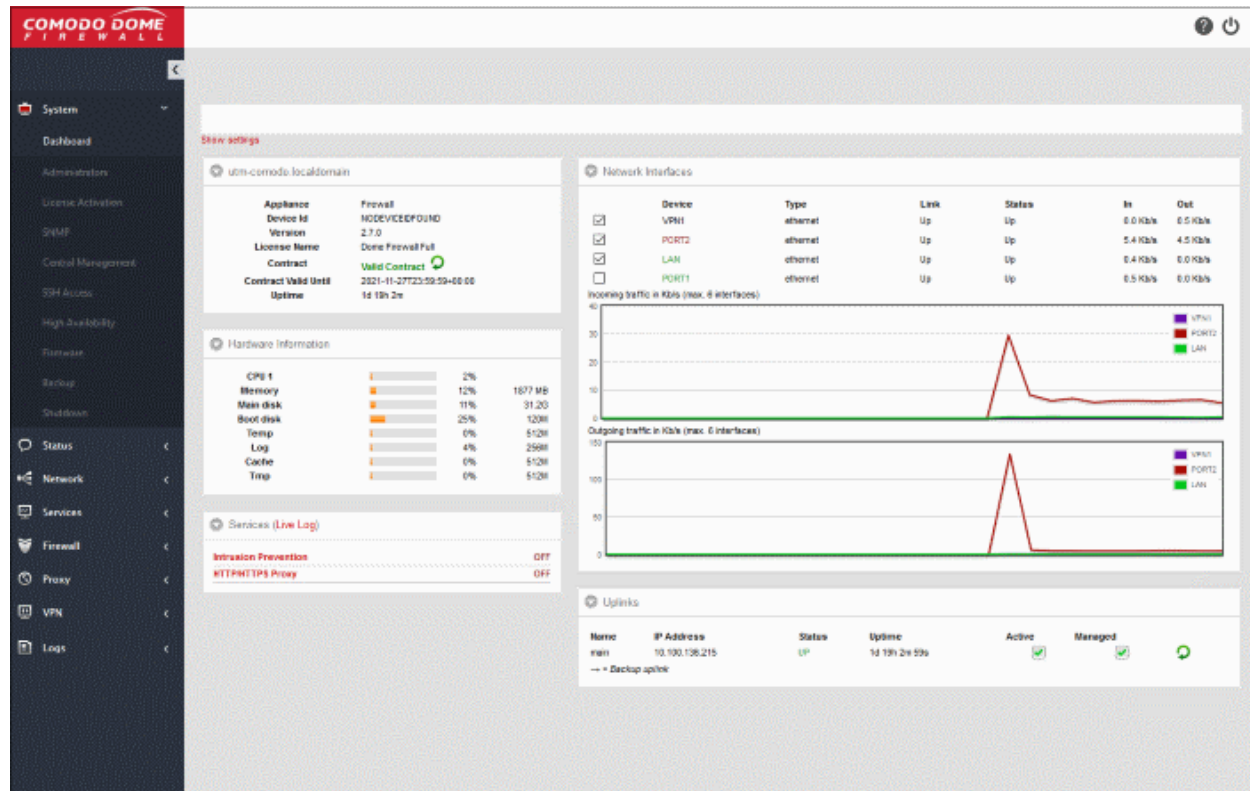 COMODO DOME
FIREWALL
System
Dashboard
Administrators
License Activation
SNMP
Central Management
SSH Access
High Availability
Firmware
Backup
Shutdown
Status
Network
Services
Firewall
Proxy
VPN
Logs
Show settings
utm-comodo.localdomain
Appliance Firewall
Device Id NODEVICEIDFOUND
Version 2.7.0
License Name Dome Firewall Full
Contract Valid Contract
Contract Valid Until 2021-11-27T23:59:59+00:00
Uptime 1d 19h 2m
Hardware Information
CPU 1 2%
Memory 12% 1877 MB
Main disk 11% 31.2G
Boot disk 25% 120M
Temp 0% 512M
Log 4% 256M
Cache 0% 512M
Tmp 0% 512M
Services (Live Log)
Intrusion Prevention OFF
HTTP/HTTPS Proxy OFF
Network Interfaces
Device Type Link Status In Out
VPN1 ethernet Up Up 0.0 Kb/s 0.5 Kb/s
PORT2 ethernet Up Up 5.4 Kb/s 4.5 Kb/s
LAN ethernet Up Up 0.4 Kb/s 0.0 Kb/s
PORT1 ethernet Up Up 0.5 Kb/s 0.0 Kb/s
Incoming traffic in Kb/s (max. 6 interfaces)
40
30
20
10
0
VPN1
PORT2
LAN
Outgoing traffic in Kb/s (max. 6 interfaces)
150
100
50
0
VPN1
PORT2
LAN
Uplinks
Name IP Address Status Uptime Active Managed
main 10.100.136.215 UP 1d 19h 2m 59s
→ = Backup uplink